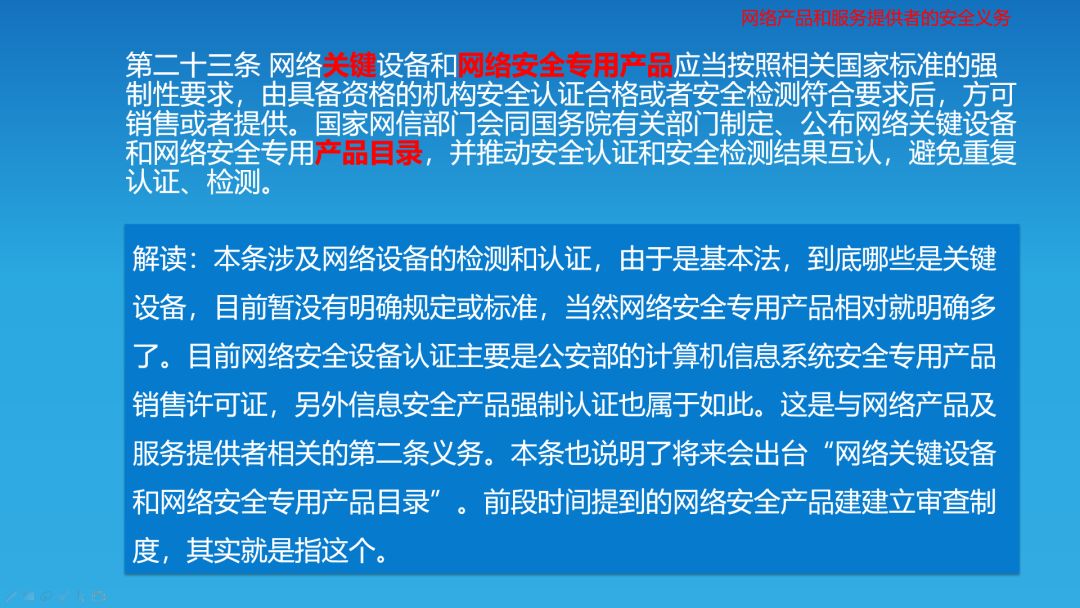 网络产品和服务提供者的安全义务
第二十三条 网络关键设备和网络安全专用产品应当按照相关国家标准的强
制性要求，由具备资格的机构安全认证合格或者安全检测符合要求后，方可
销售或者提供。国家网信部门会同国务院有关部门制定、公布网络关键设备
和网络安全专用产品目录，并推动安全认证和安全检测结果互认，避免重复
认证、检测。
解读：本条涉及网络设备的检测和认证，由于是基本法，到底哪些是关键
设备，目前暂没有明确规定或标准，当然网络安全专用产品相对就明确多
了。目前网络安全设备认证主要是公安部的计算机信息系统安全专用产品
销售许可证，另外信息安全产品强制认证也属于如此。这是与网络产品及
服务提供者相关的第二条义务。本条也说明了将来会出台“网络关键设备
和网络安全专用产品目录”。前段时间提到的网络安全产品建建立审查制
度，其实就是指这个。